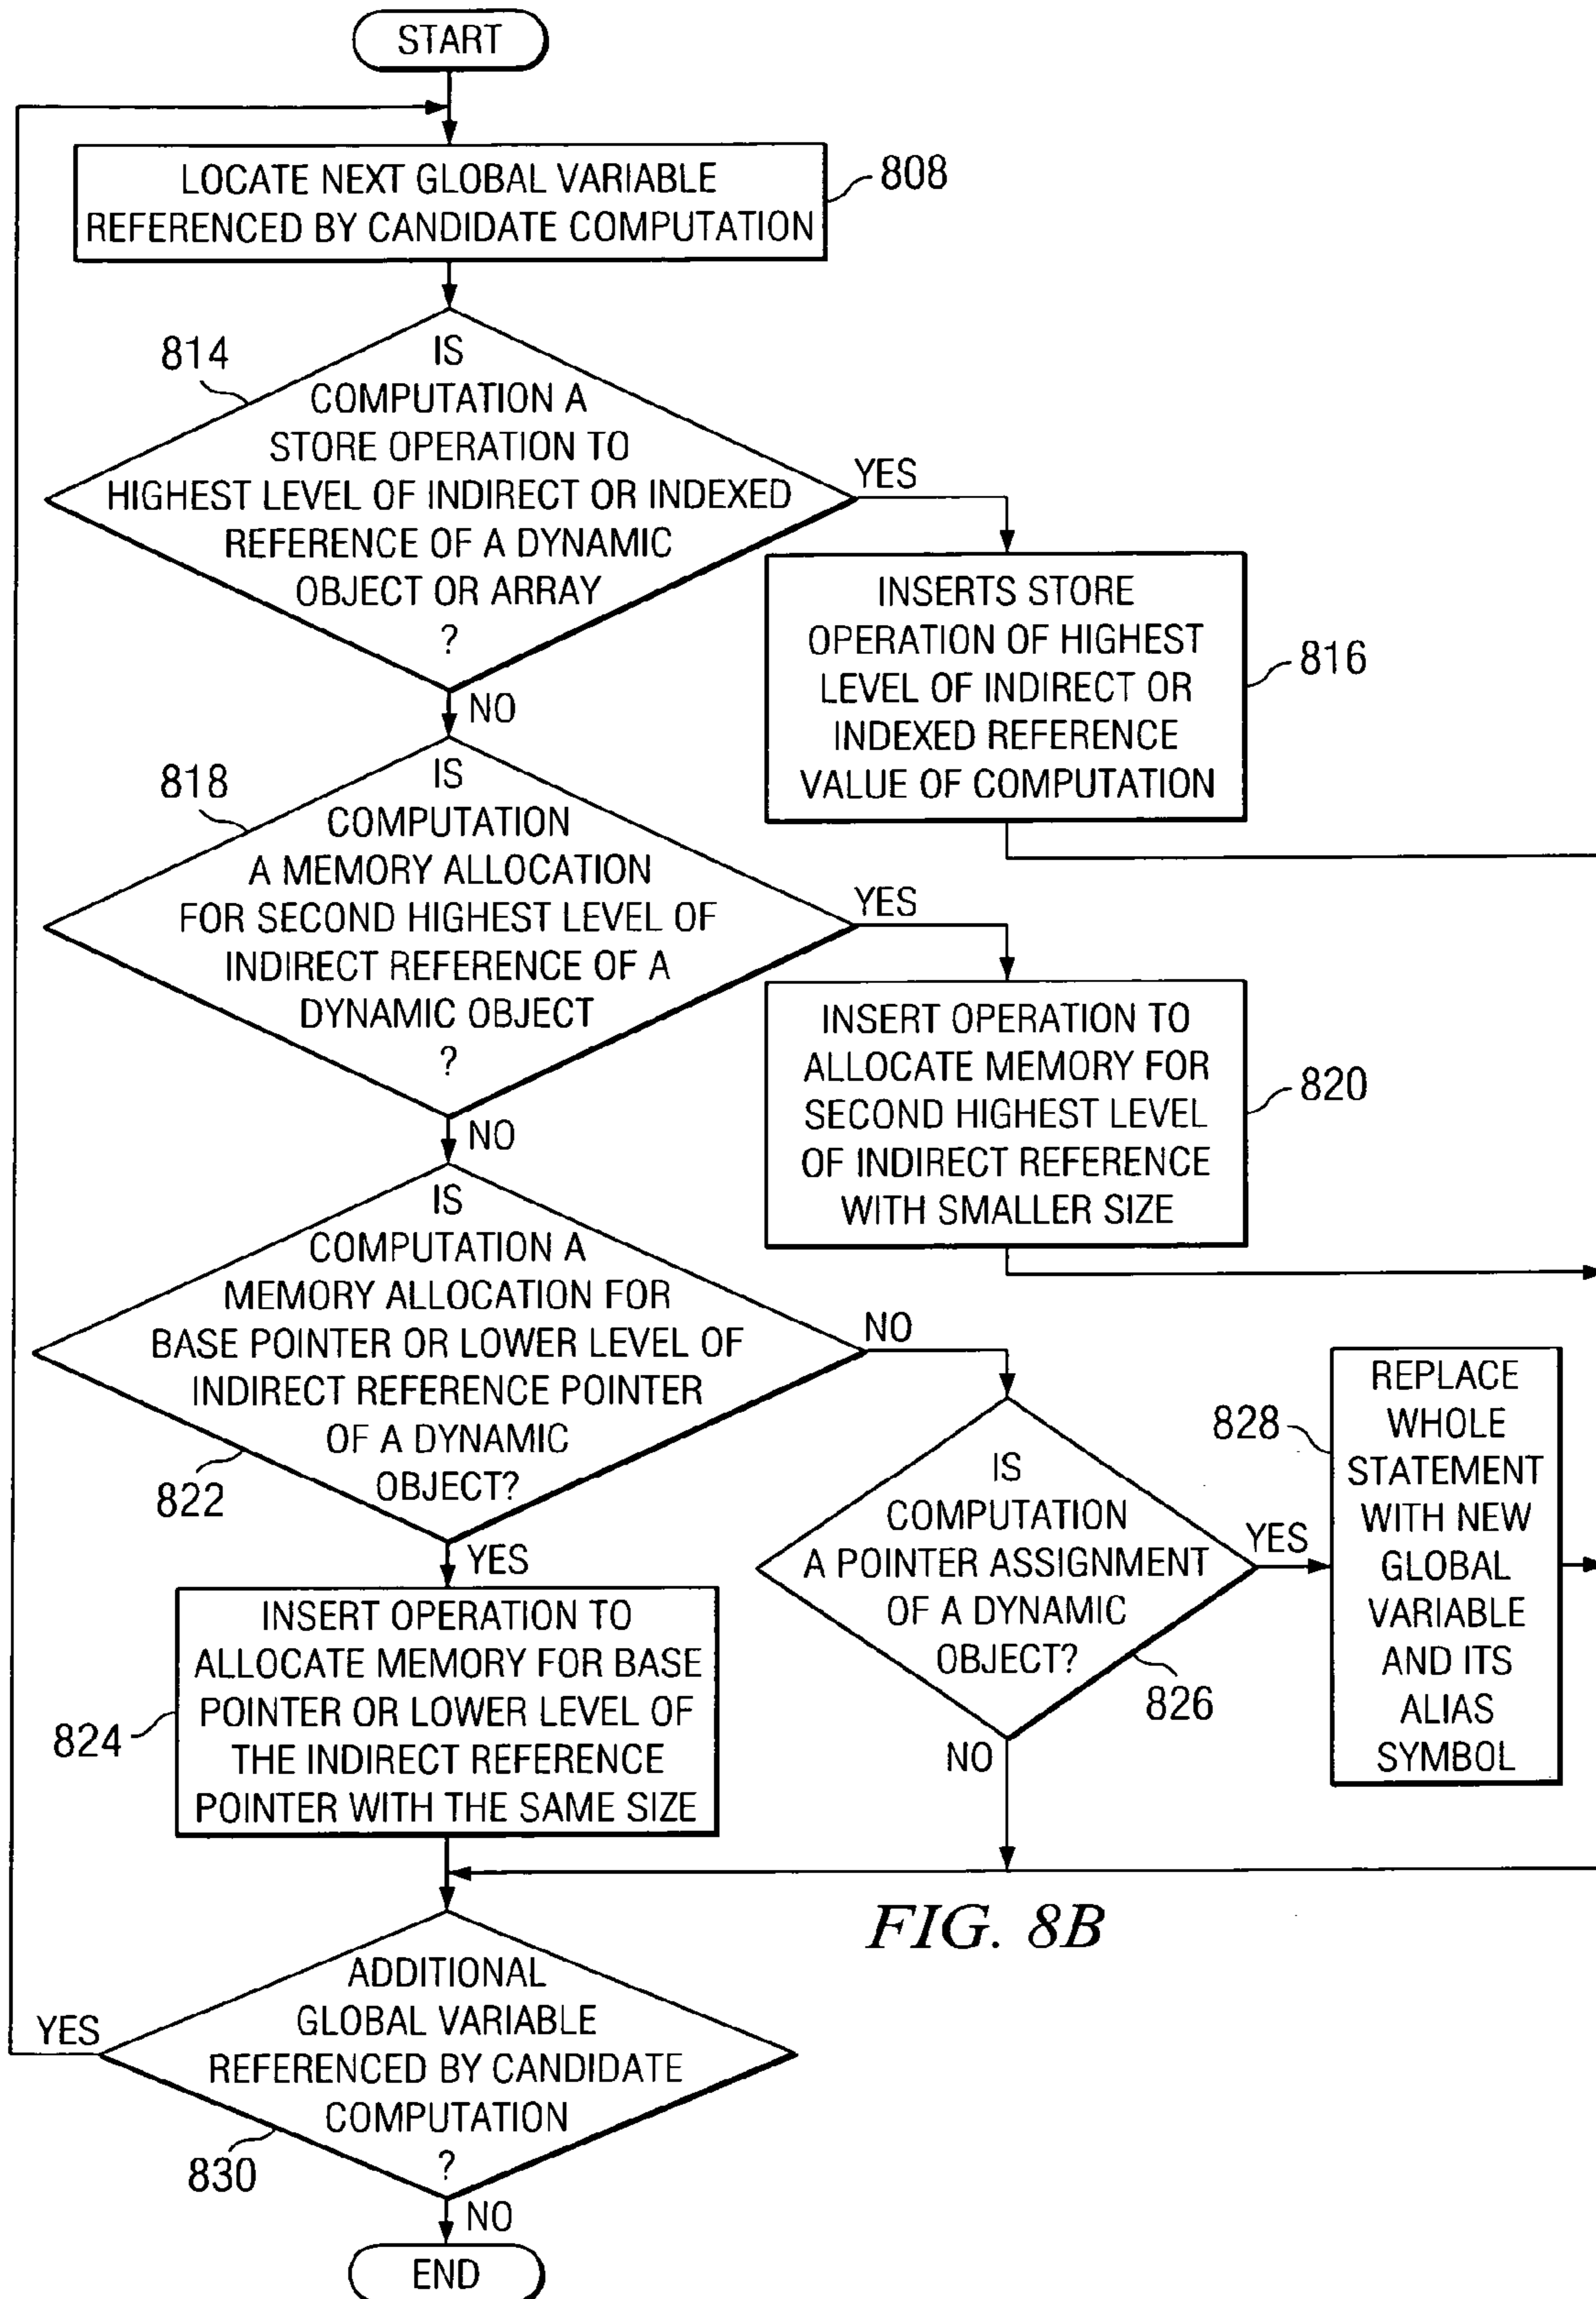 START
LOCATE NEXT GLOBAL VARIABLE
REFERENCED BY CANDIDATE COMPUTATION
808
814
IS
COMPUTATION A
STORE OPERATION TO
HIGHEST LEVEL OF INDIRECT OR INDEXED
REFERENCE OF A DYNAMIC
OBJECT OR ARRAY
?
YES
NO
INSERTS STORE
OPERATION OF HIGHEST
LEVEL OF INDIRECT OR
INDEXED REFERENCE
VALUE OF COMPUTATION
816
818
IS
COMPUTATION
A MEMORY ALLOCATION
FOR SECOND HIGHEST LEVEL OF
INDIRECT REFERENCE OF A
DYNAMIC OBJECT
?
YES
NO
INSERT OPERATION TO
ALLOCATE MEMORY FOR
SECOND HIGHEST LEVEL
OF INDIRECT REFERENCE
WITH SMALLER SIZE
820
IS
COMPUTATION A
MEMORY ALLOCATION FOR
BASE POINTER OR LOWER LEVEL OF
INDIRECT REFERENCE POINTER
OF A DYNAMIC
OBJECT?
822
NO
YES
IS
COMPUTATION
A POINTER ASSIGNMENT
OF A DYNAMIC
OBJECT?
826
YES
NO
828
REPLACE
WHOLE
STATEMENT
WITH NEW
GLOBAL
VARIABLE
AND ITS
ALIAS
SYMBOL
INSERT OPERATION TO
ALLOCATE MEMORY FOR BASE
POINTER OR LOWER LEVEL OF
THE INDIRECT REFERENCE
POINTER WITH THE SAME SIZE
824
FIG. 8B
ADDITIONAL
GLOBAL VARIABLE
REFERENCED BY CANDIDATE
COMPUTATION
?
830
YES
NO
END